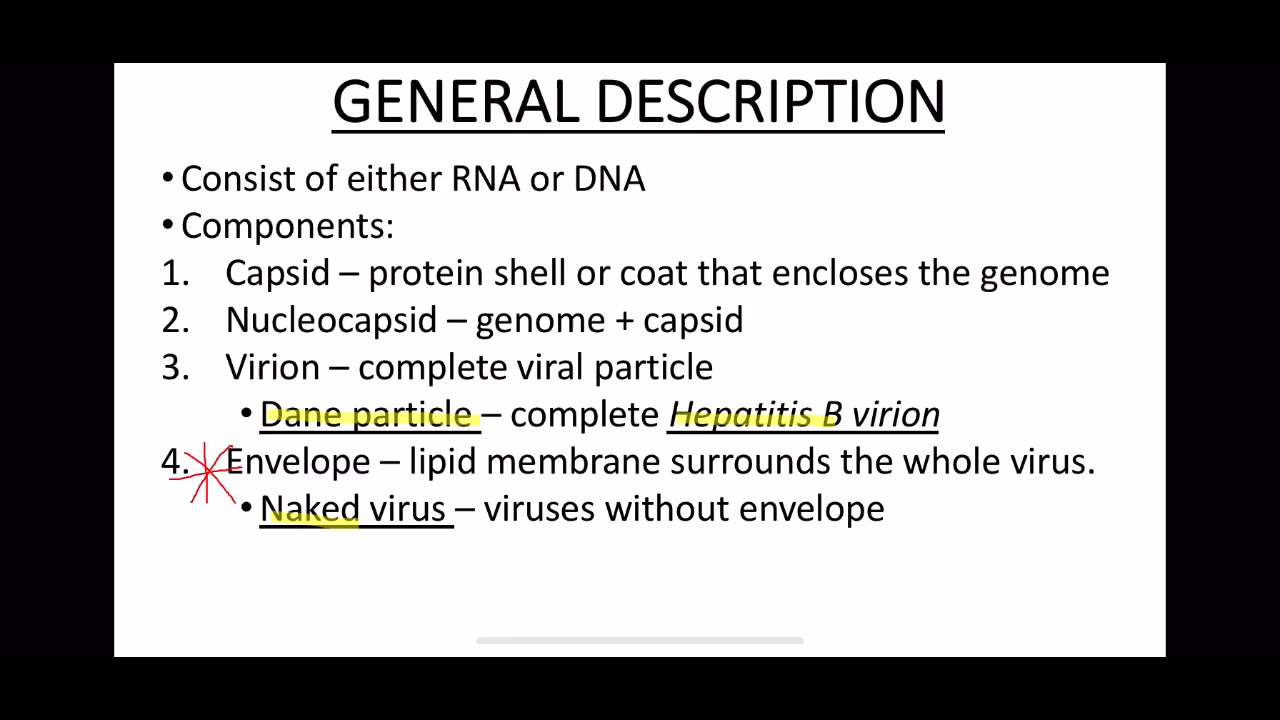 GENERAL DESCRIPTION
• Consist of either RNA or DNA
• Components:
1. Capsid – protein shell or coat that encloses the genome
2. Nucleocapsid – genome + capsid
3. Virion – complete viral particle
• Dane particle – complete Hepatitis B virion
4. Envelope – lipid membrane surrounds the whole virus.
• Naked virus – viruses without envelope